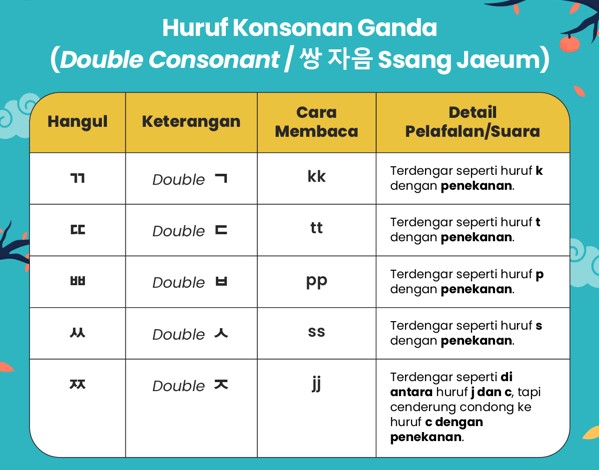 Huruf Konsonan Ganda
(Double Consonant / 쌍 자음 Ssang Jaeum)
Hangul Keterangan Cara Membaca Detail Pelafalan/Suara
ㄲ Double ㄱ kk Terdengar seperti huruf k
dengan penekanan.
ㄸ Double ㄷ tt Terdengar seperti huruf t
dengan penekanan.
ㅃ Double ㅂ pp Terdengar seperti huruf p
dengan penekanan.
ㅆ Double ㅅ ss Terdengar seperti huruf s
dengan penekanan.
ㅉ Double ㅈ jj Terdengar seperti di
antara huruf j dan c, tapi
cenderung condong ke
huruf c dengan
penekanan.